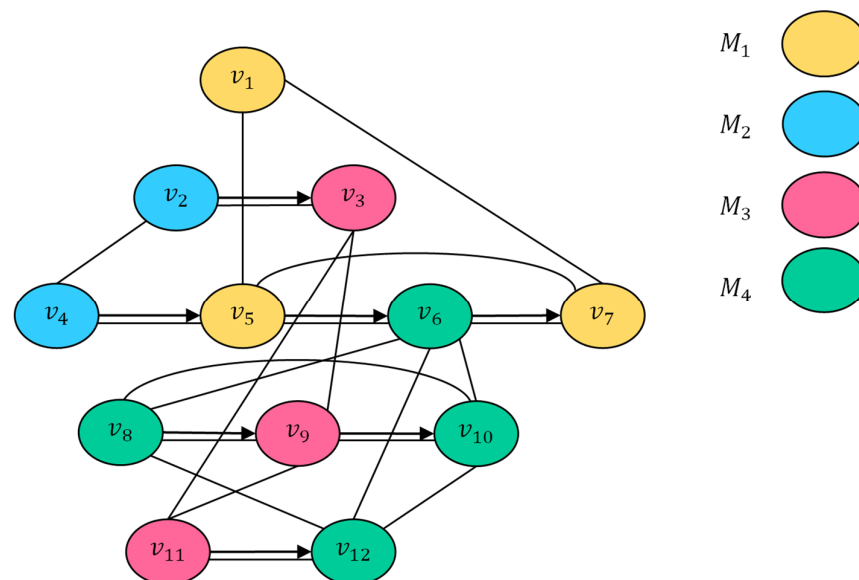 M₁
v₁
M₂
v₂ v₃
M₃
M₄
v₄ v₅ v₆ v₇
v₈ v₉ v₁₀
v₁₁ v₁₂